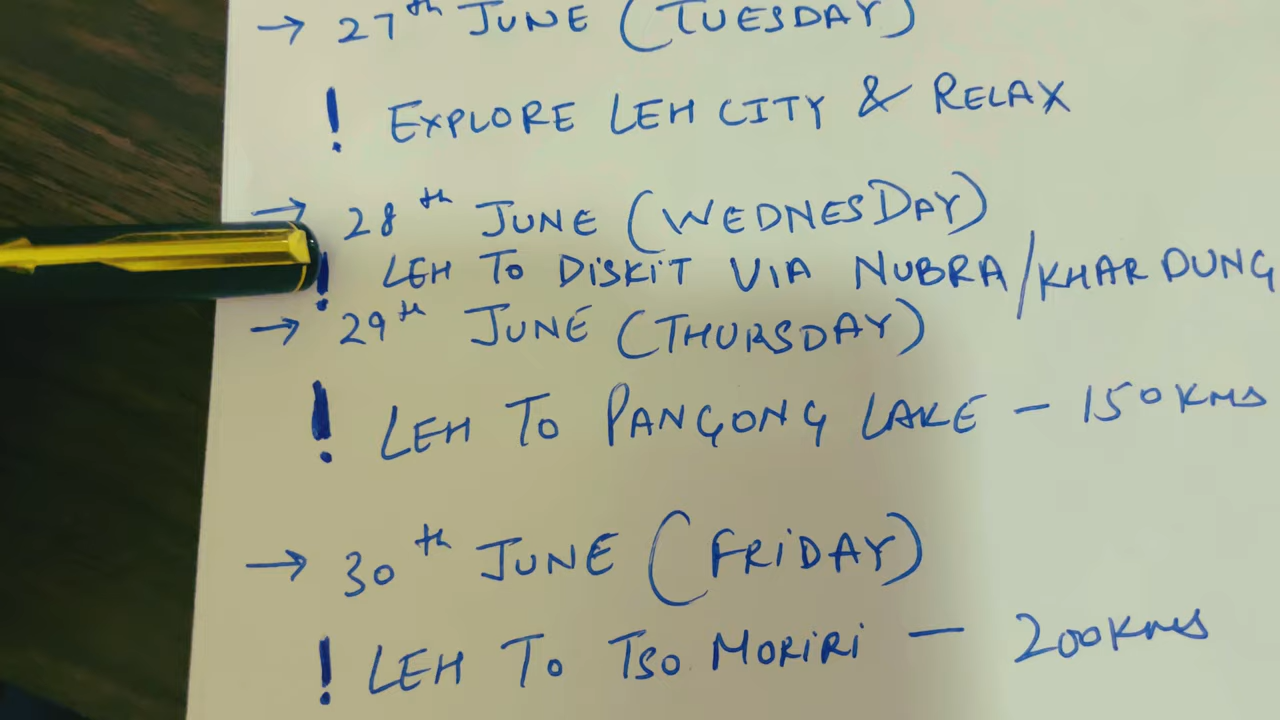 → 27th JUNE (TUESDAY)
! EXPLORE LEH CITY & RELAX
→ 28th JUNE (WEDNESDAY)
! LEH TO DISKIT VIA NUBRA/KHARDUNG
→ 29th JUNE (THURSDAY)
! LEH TO PANGONG LAKE - 150KMS
→ 30th JUNE (FRIDAY)
! LEH TO TSO MORIRI - 200KMS